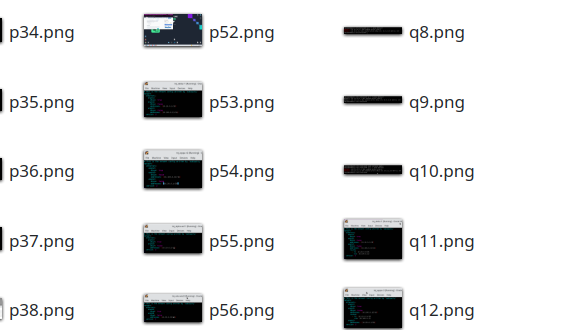 p34.png p52.png q8.png
p35.png p53.png q9.png
p36.png p54.png q10.png
p37.png p55.png q11.png
p38.png p56.png q12.png